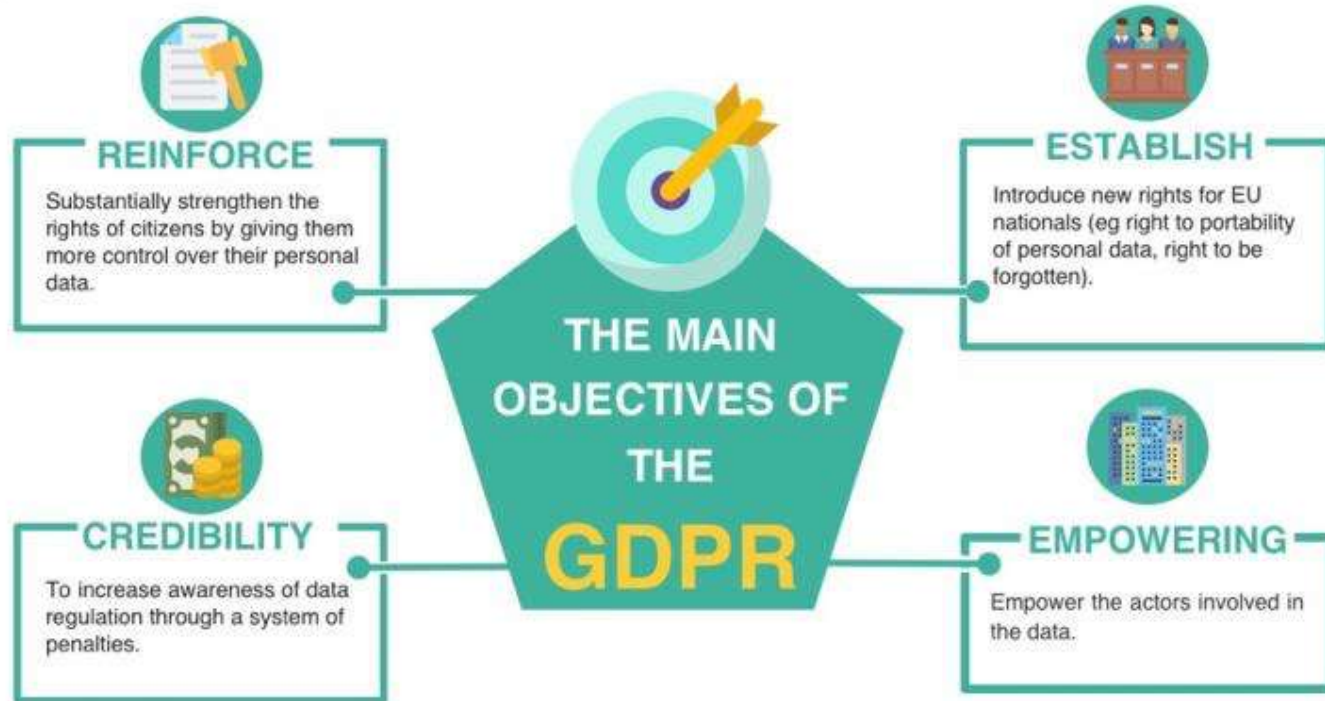 REINFORCE
Substantially strengthen the
rights of citizens by giving them
more control over their personal
data.
ESTABLISH
Introduce new rights for EU
nationals (eg right to portability
of personal data, right to be
forgotten).
THE MAIN
OBJECTIVES OF
THE
GDPR
CREDIBILITY
To increase awareness of data
regulation through a system of
penalties.
EMPOWERING
Empower the actors involved in
the data.